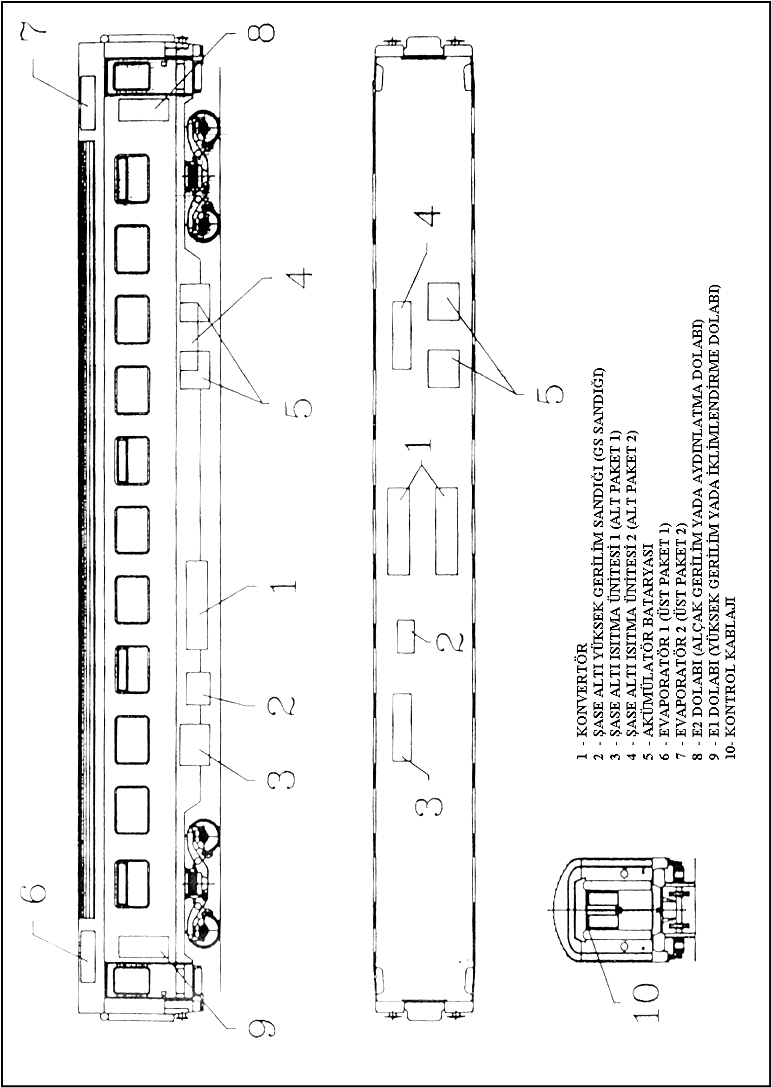 6
7
9
8
3
2
1
5
4
3
2
1
4
5
10
1 - KONVERTÖR
2 - ŞASE ALTI YÜKSEK GERİLİM SANDIĞI (GS SANDIĞI)
3 - ŞASE ALTI ISITMA ÜNİTESİ 1 (ALT PAKET 1)
4 - ŞASE ALTI ISITMA ÜNİTESİ 2 (ALT PAKET 2)
5 - AKÜMÜLATÖR BATARYASI
6 - EVAPORATÖR 1 (ÜST PAKET 1)
7 - EVAPORATÖR 2 (ÜST PAKET 2)
8 - E2 DOLABI (ALÇAK GERİLİM YADA AYDINLATMA DOLABI)
9 - E1 DOLABI (YÜKSEK GERİLİM YADA İKLİMLENDİRME DOLABI)
10- KONTROL KABLAJI